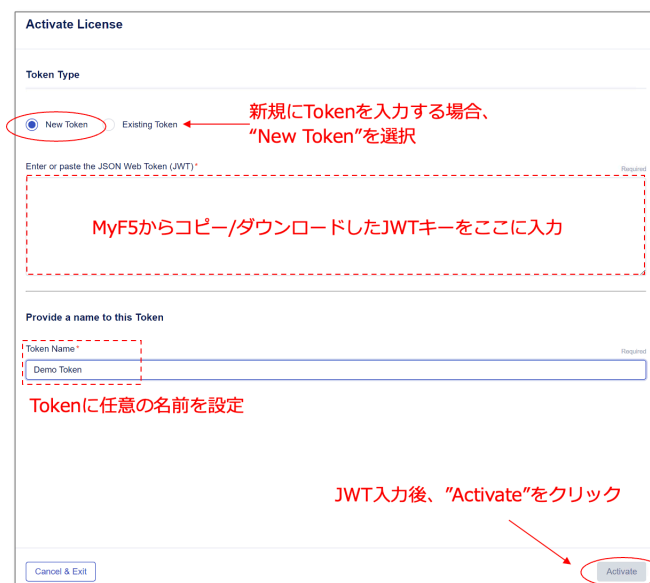 Activate License
Token Type
New Token
Existing Token
新規にTokenを入力する場合、
“New Token”を選択
Enter or paste the JSON Web Token (JWT)*
Required
MyF5からコピー/ダウンロードしたJWTキーをここに入力
Provide a name to this Token
Token Name*
Required
Demo Token
Tokenに任意の名前を設定
JWT入力後、”Activate”をクリック
Cancel & Exit
Activate